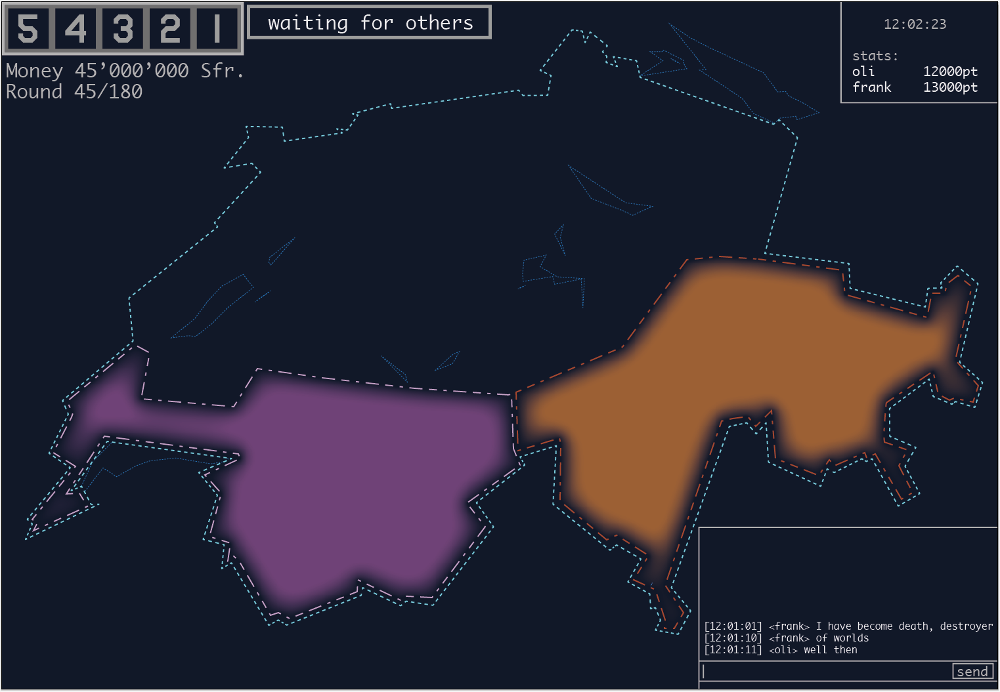 5 4 3 2 1
waiting for others
Money 45’000’000 Sfr.
Round 45/180
12:02:23
stats:
oli 12000pt
frank 13000pt
[12:01:01] <frank> I have become death, destroyer
[12:01:10] <frank> of worlds
[12:01:11] <oli> well then
send